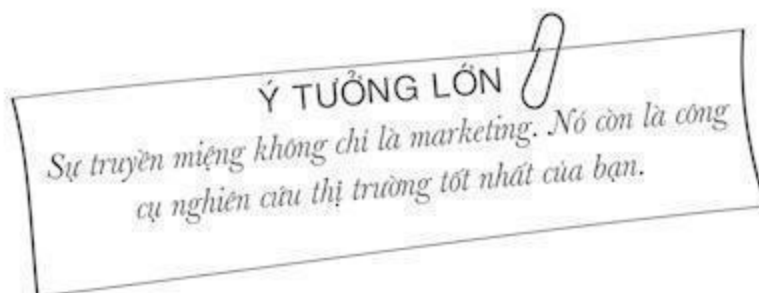 Ý TƯỞNG LỚN
Sự truyền miệng không chỉ là marketing. Nó còn là công
cụ nghiên cứu thị trường tốt nhất của bạn.